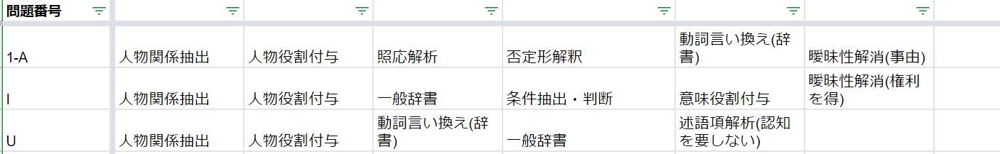 問題番号
1-A 人物関係抽出 人物役割付与 照応解析 否定形解釈 動詞言い換え(辞書) 曖昧性解消(事由)
I 人物関係抽出 人物役割付与 一般辞書 条件抽出・判断 意味役割付与 曖昧性解消(権利を得)
U 人物関係抽出 人物役割付与 動詞言い換え(辞書) 一般辞書 述語項解析(認知を要しない)